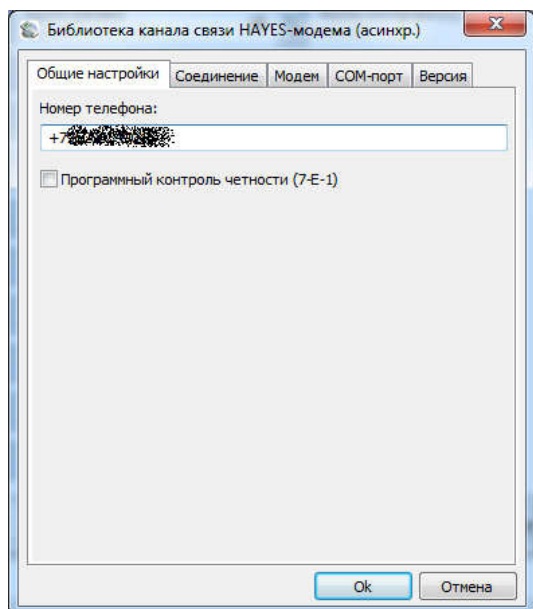 Библиотека канала связи HAYES-модема (асинхр.)
Общие настройки Соединение Модем COM-порт Версия
Номер телефона:
+7
Программный контроль четности (7-E-1)
Ok Отмена